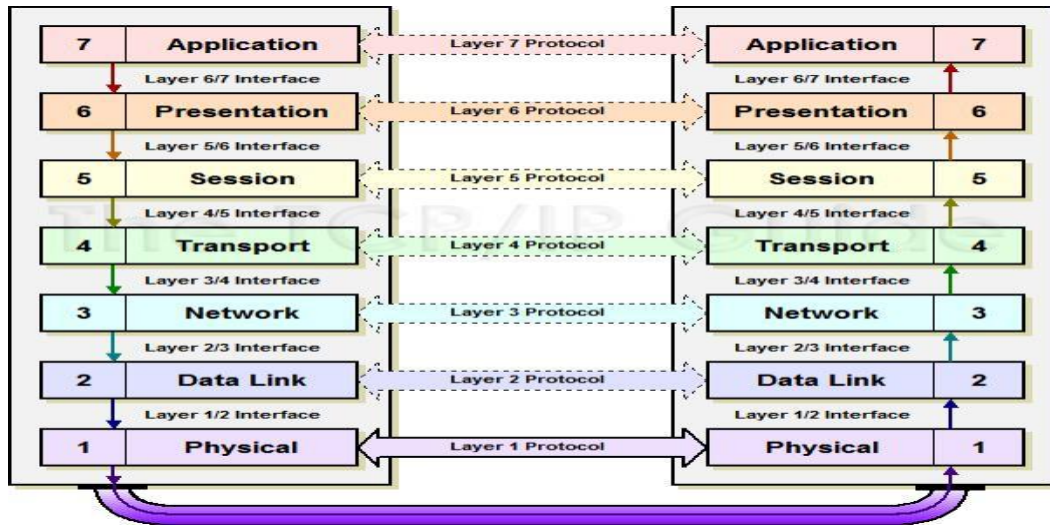 7 Application Layer 7 Protocol Application 7
Layer 6/7 Interface Layer 6/7 Interface
6 Presentation Layer 6 Protocol Presentation 6
Layer 5/6 Interface Layer 5/6 Interface
5 Session Layer 5 Protocol Session 5
Layer 4/5 Interface Layer 4/5 Interface
The TCP/IP Guide
4 Transport Layer 4 Protocol Transport 4
Layer 3/4 Interface Layer 3/4 Interface
3 Network Layer 3 Protocol Network 3
Layer 2/3 Interface Layer 2/3 Interface
2 Data Link Layer 2 Protocol Data Link 2
Layer 1/2 Interface Layer 1/2 Interface
1 Physical Layer 1 Protocol Physical 1